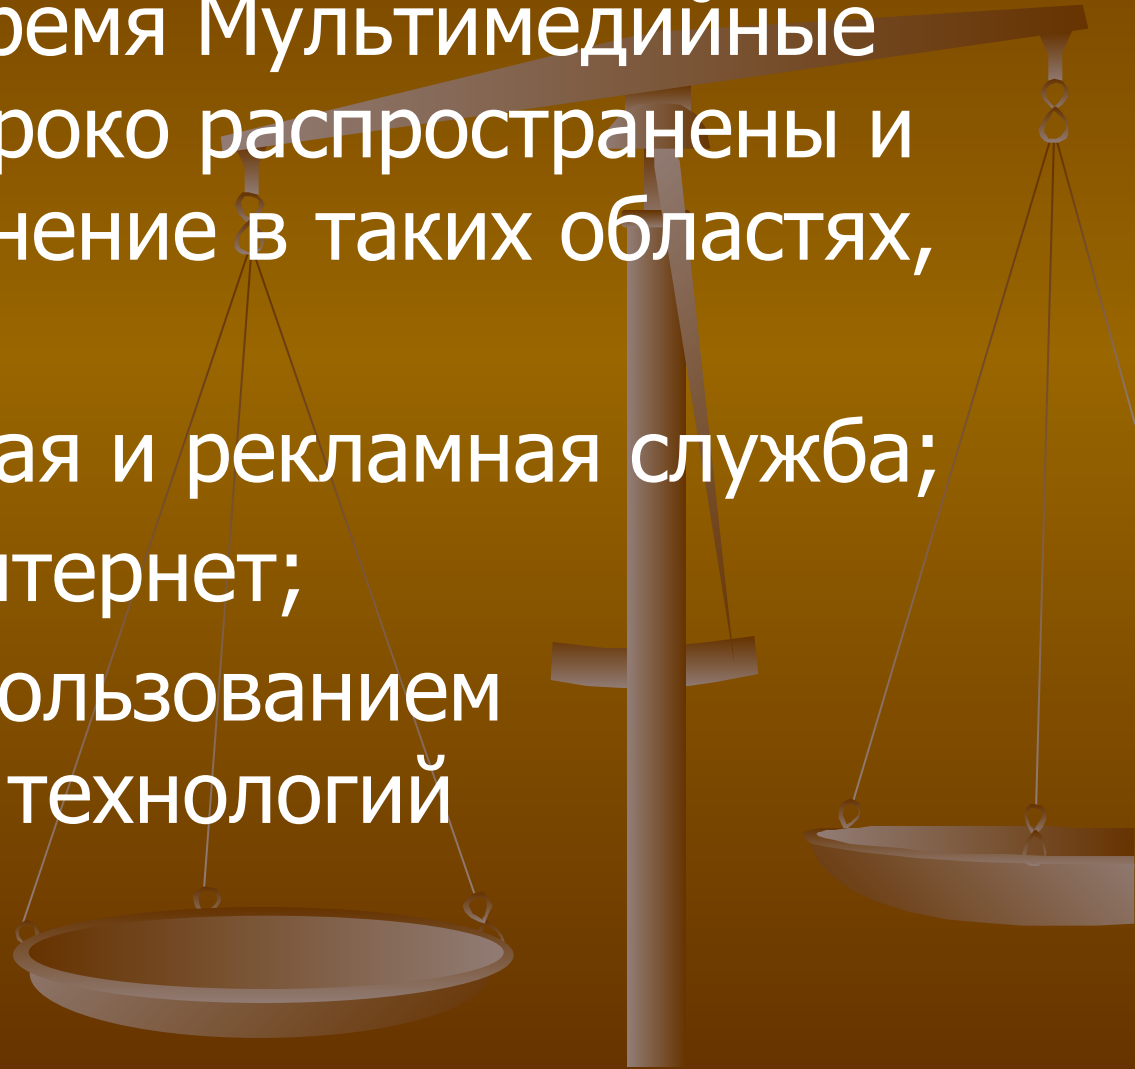 ремя Мультимедийные
роко распространены и
нение в таких областях,
ая и рекламная служба;
нтернет;
ользованием
технологий